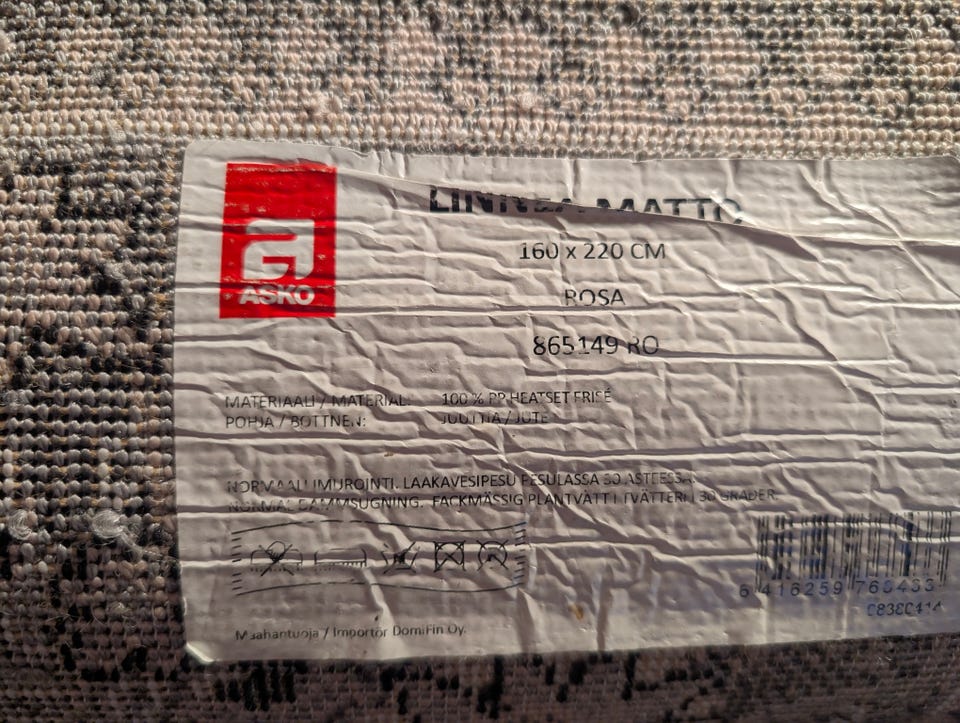 ASKO
LINNEA MATTO
160 x 220 CM
ROSA
865149 RO
MATERIAALI / MATERIAL: 100 % PP HEATSET FRISÉ
POHJA / BOTTNEN: JUUTTIA / JUTE
NORMAALI IMUROINTI. LAAKAVESIPESU PESULASSA 30 ASTEESSA.
NORMAL DAMMSUGNING. FACKMÄSSIG PLANTVÄTT I TVÄTTERI 30 GRADER.
6 416259
Maahantuoja / Importör DomiFin Oy.